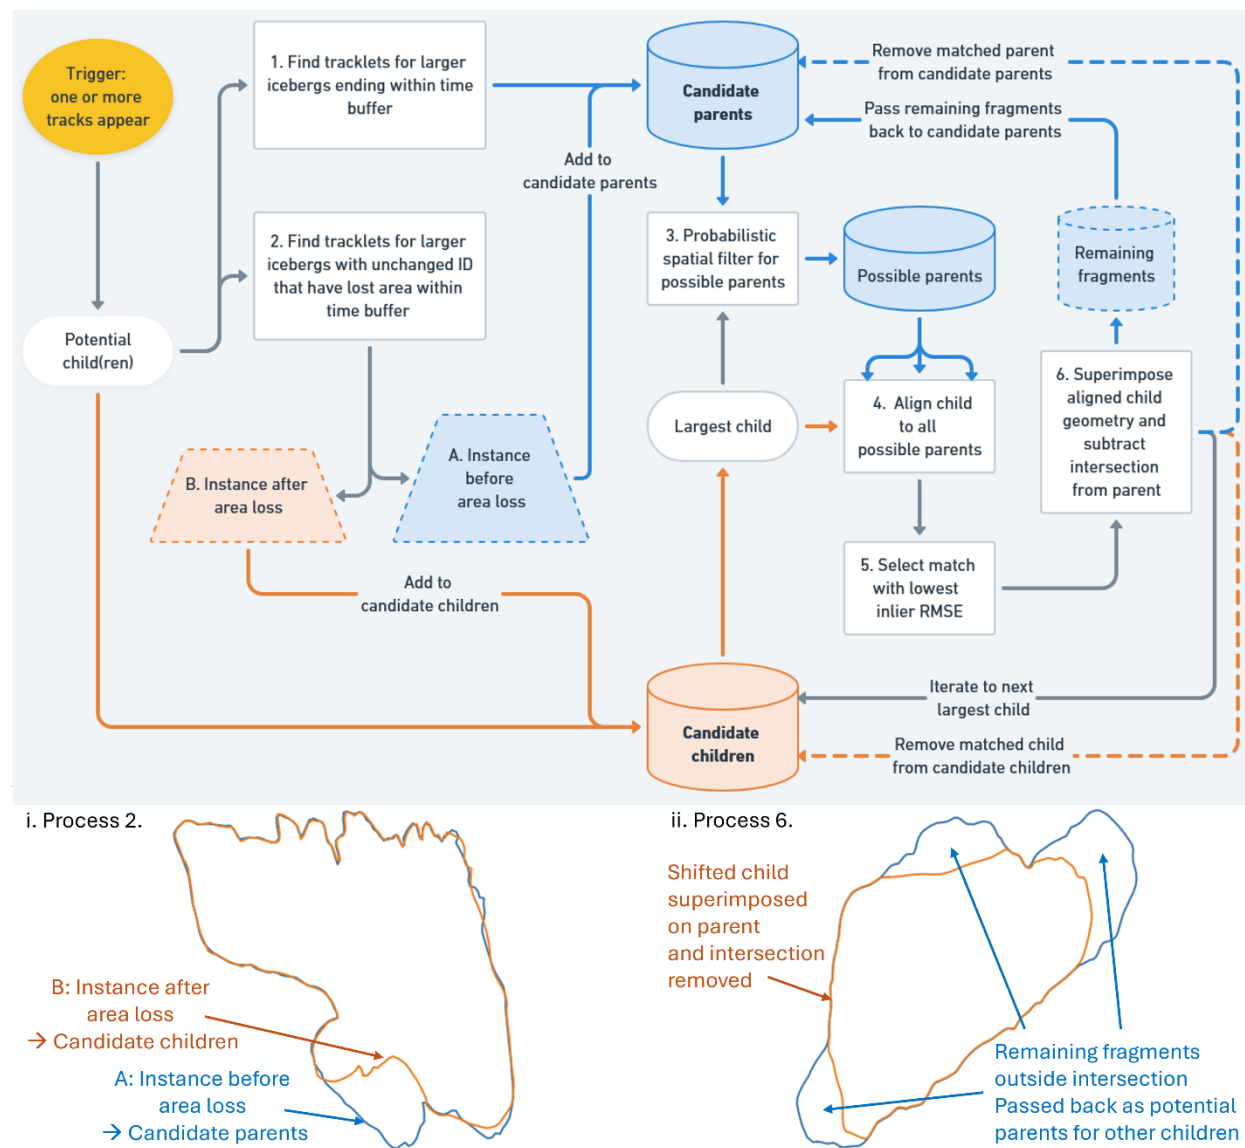 Trigger:
one or more
tracks appear
1. Find tracklets for larger
icebergs ending within time
buffer
2. Find tracklets for larger
icebergs with unchanged ID
that have lost area within
time buffer
Potential
child(ren)
B. Instance after
area loss
A. Instance
before
area loss
Add to
candidate parents
Add to
candidate children
Candidate
parents
Remove matched parent
from candidate parents
Pass remaining fragments
back to candidate parents
3. Probabilistic
spatial filter for
possible parents
Possible parents
Remaining
fragments
Largest child
4. Align child
to all
possible parents
5. Select match
with lowest
inlier RMSE
6. Superimpose
aligned child
geometry and
subtract
intersection
from parent
Candidate
children
Iterate to next
largest child
Remove matched child
from candidate children
i. Process 2.
B: Instance after
area loss
→ Candidate children
A: Instance before
area loss
→ Candidate parents
ii. Process 6.
Shifted child
superimposed
on parent
and intersection
removed
Remaining fragments
outside intersection
Passed back as potential
parents for other children